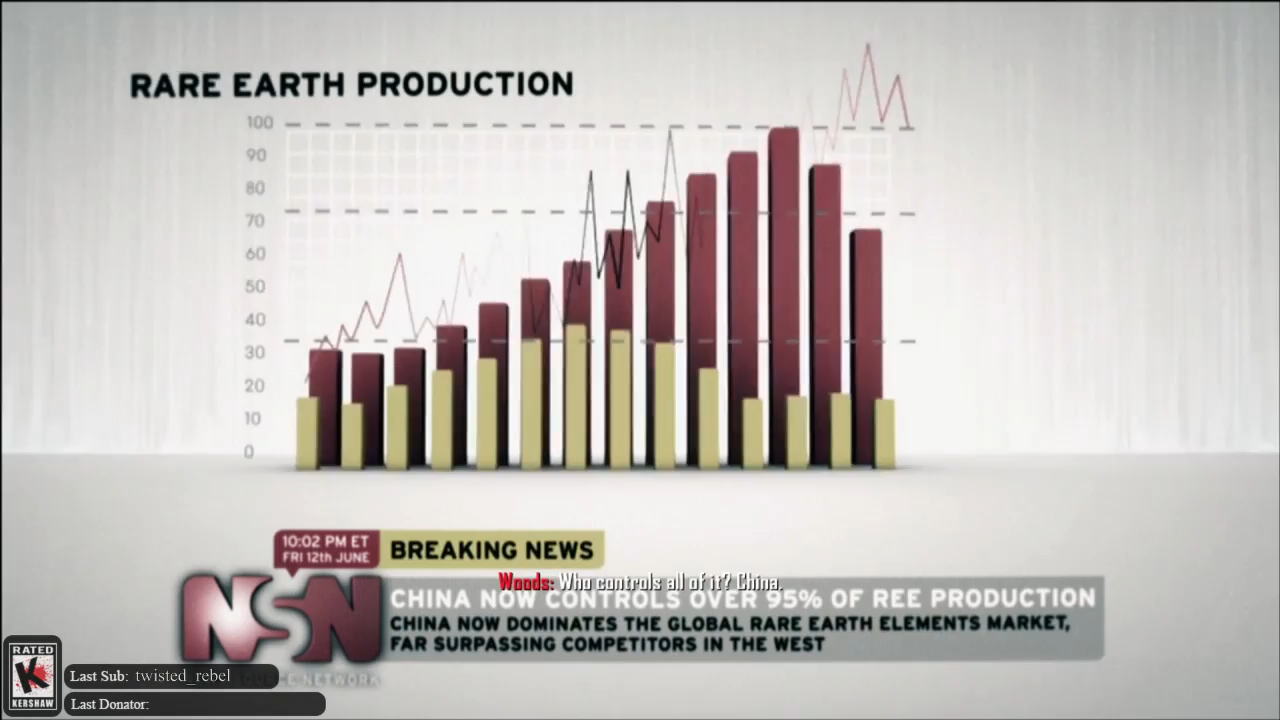 RARE EARTH PRODUCTION
100
90
80
70
60
50
40
30
20
10
0
10:02 PM ET
FRI 12th JUNE
BREAKING NEWS
Woods: Who controls all of it? China.
NSN
CHINA NOW CONTROLS OVER 95% OF REE PRODUCTION
CHINA NOW DOMINATES THE GLOBAL RARE EARTH ELEMENTS MARKET,
FAR SURPASSING COMPETITORS IN THE WEST
NETWORK
RATED
K
KERSHAW
Last Sub: twisted_rebel
Last Donator: